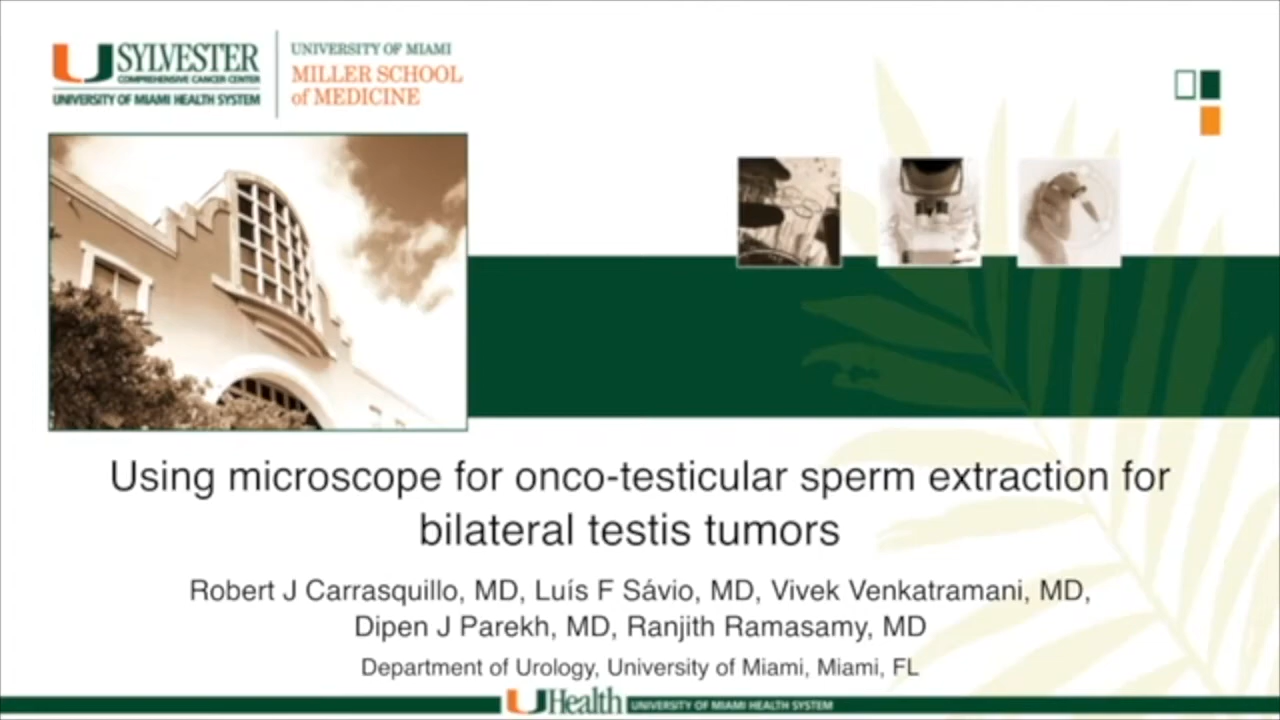 SYLVESTER
COMPREHENSIVE CANCER CENTER
UNIVERSITY OF MIAMI HEALTH SYSTEM
UNIVERSITY OF MIAMI
MILLER SCHOOL
of MEDICINE
Using microscope for onco-testicular sperm extraction for
bilateral testis tumors
Robert J Carrasquillo, MD, Luís F Sávio, MD, Vivek Venkatramani, MD,
Dipen J Parekh, MD, Ranjith Ramasamy, MD
Department of Urology, University of Miami, Miami, FL
UHealth UNIVERSITY OF MIAMI HEALTH SYSTEM